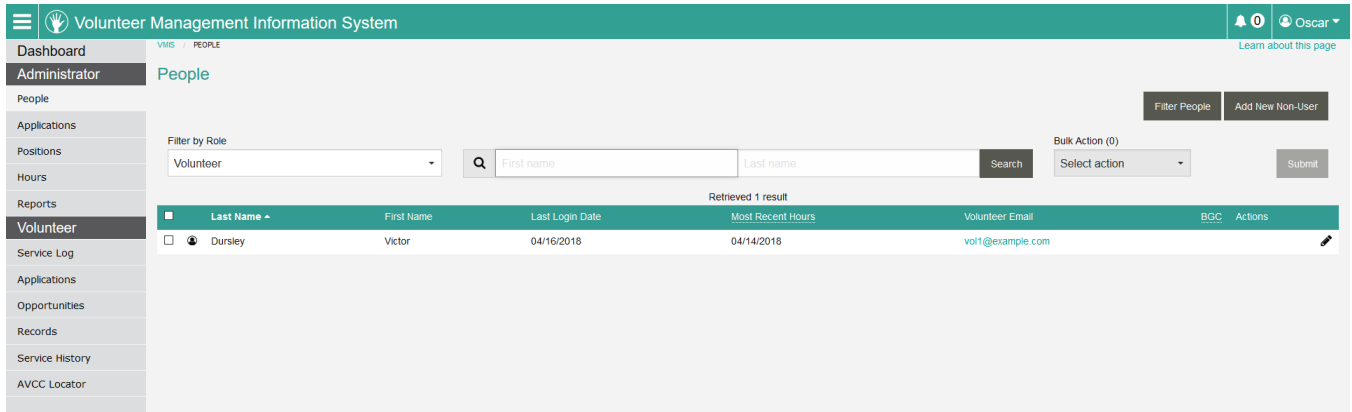 Volunteer Management Information System
0
Oscar
Dashboard
Administrator
People
Applications
Positions
Hours
Reports
Volunteer
Service Log
Applications
Opportunities
Records
Service History
AVCC Locator
VMIS / PEOPLE
Learn about this page
People
Filter People
Add New Non-User
Filter by Role
Volunteer
First name
Last name
Search
Bulk Action (0)
Select action
Submit
Retrieved 1 result
Last Name First Name Last Login Date Most Recent Hours Volunteer Email BGC Actions
Dursley Victor 04/16/2018 04/14/2018 vol1@example.com